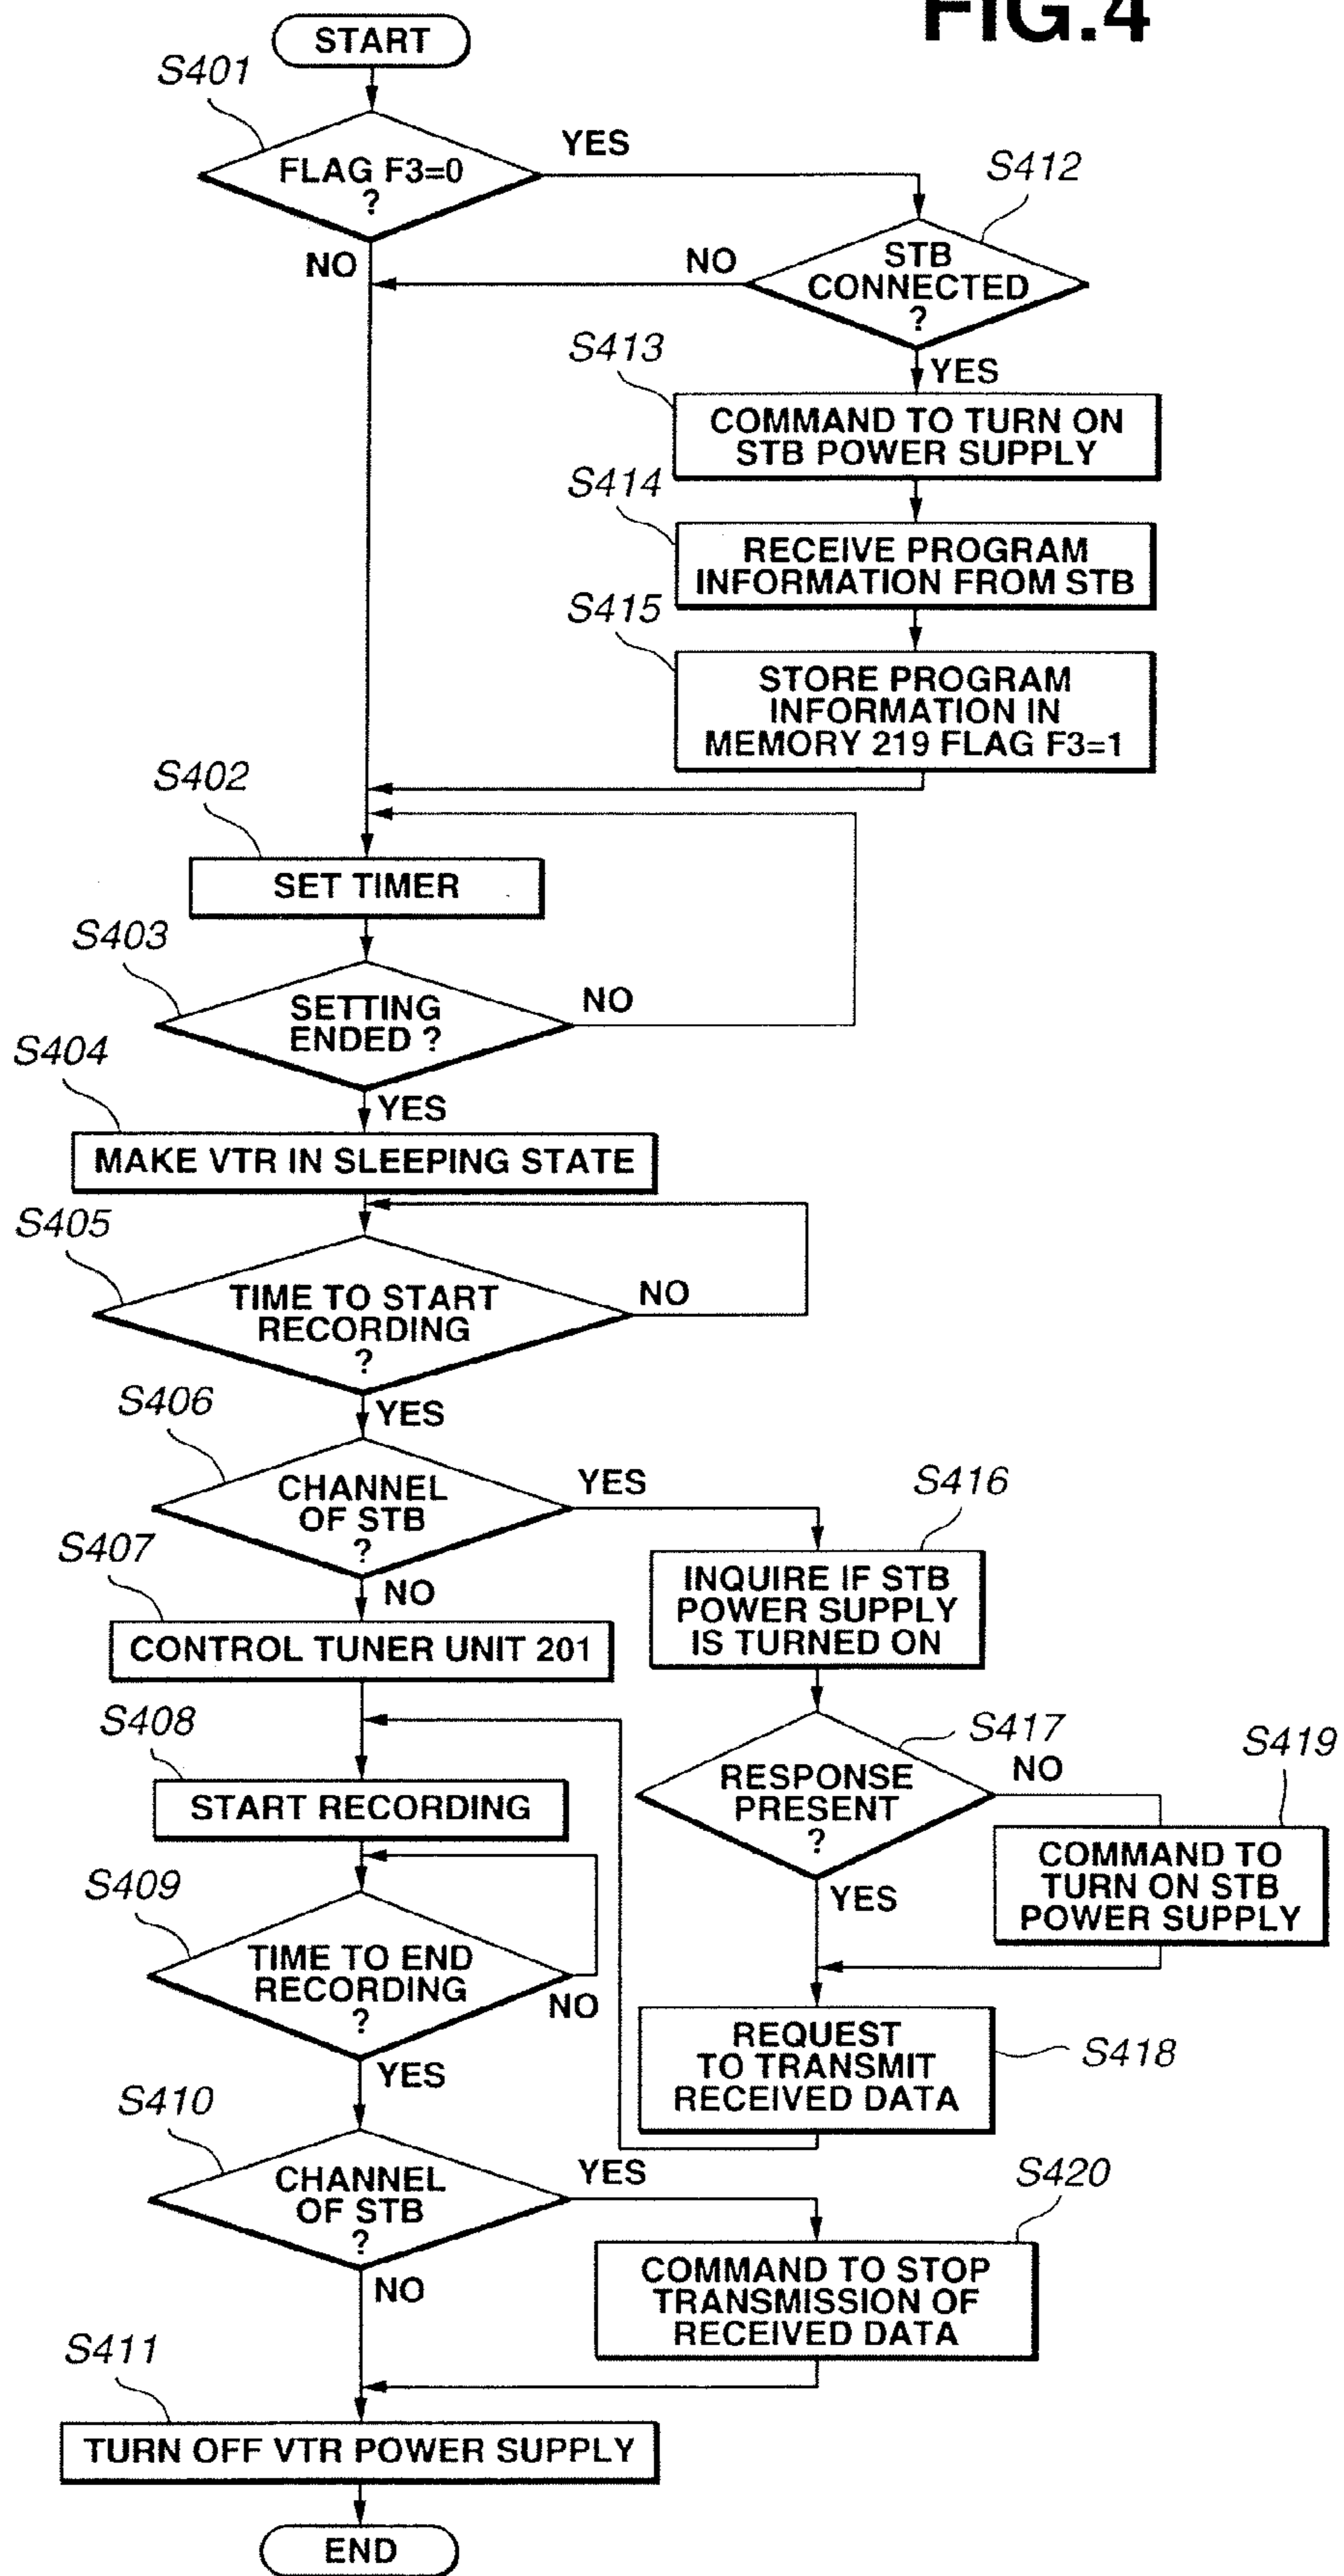 FIG.4
START
S401
FLAG F3=0
?
YES
NO
S412
STB
CONNECTED
?
NO
YES
S413
COMMAND TO TURN ON
STB POWER SUPPLY
S414
RECEIVE PROGRAM
INFORMATION FROM STB
S415
STORE PROGRAM
INFORMATION IN
MEMORY 219 FLAG F3=1
S402
SET TIMER
S403
SETTING
ENDED ?
NO
YES
S404
MAKE VTR IN SLEEPING STATE
S405
TIME TO START
RECORDING
?
NO
YES
S406
CHANNEL
OF STB
?
YES
NO
S407
CONTROL TUNER UNIT 201
S416
INQUIRE IF STB
POWER SUPPLY
IS TURNED ON
S417
RESPONSE
PRESENT
?
NO
YES
S419
COMMAND TO
TURN ON STB
POWER SUPPLY
S408
START RECORDING
S409
TIME TO END
RECORDING
?
NO
YES
S418
REQUEST
TO TRANSMIT
RECEIVED DATA
S410
CHANNEL
OF STB
?
YES
NO
S420
COMMAND TO STOP
TRANSMISSION OF
RECEIVED DATA
S411
TURN OFF VTR POWER SUPPLY
END